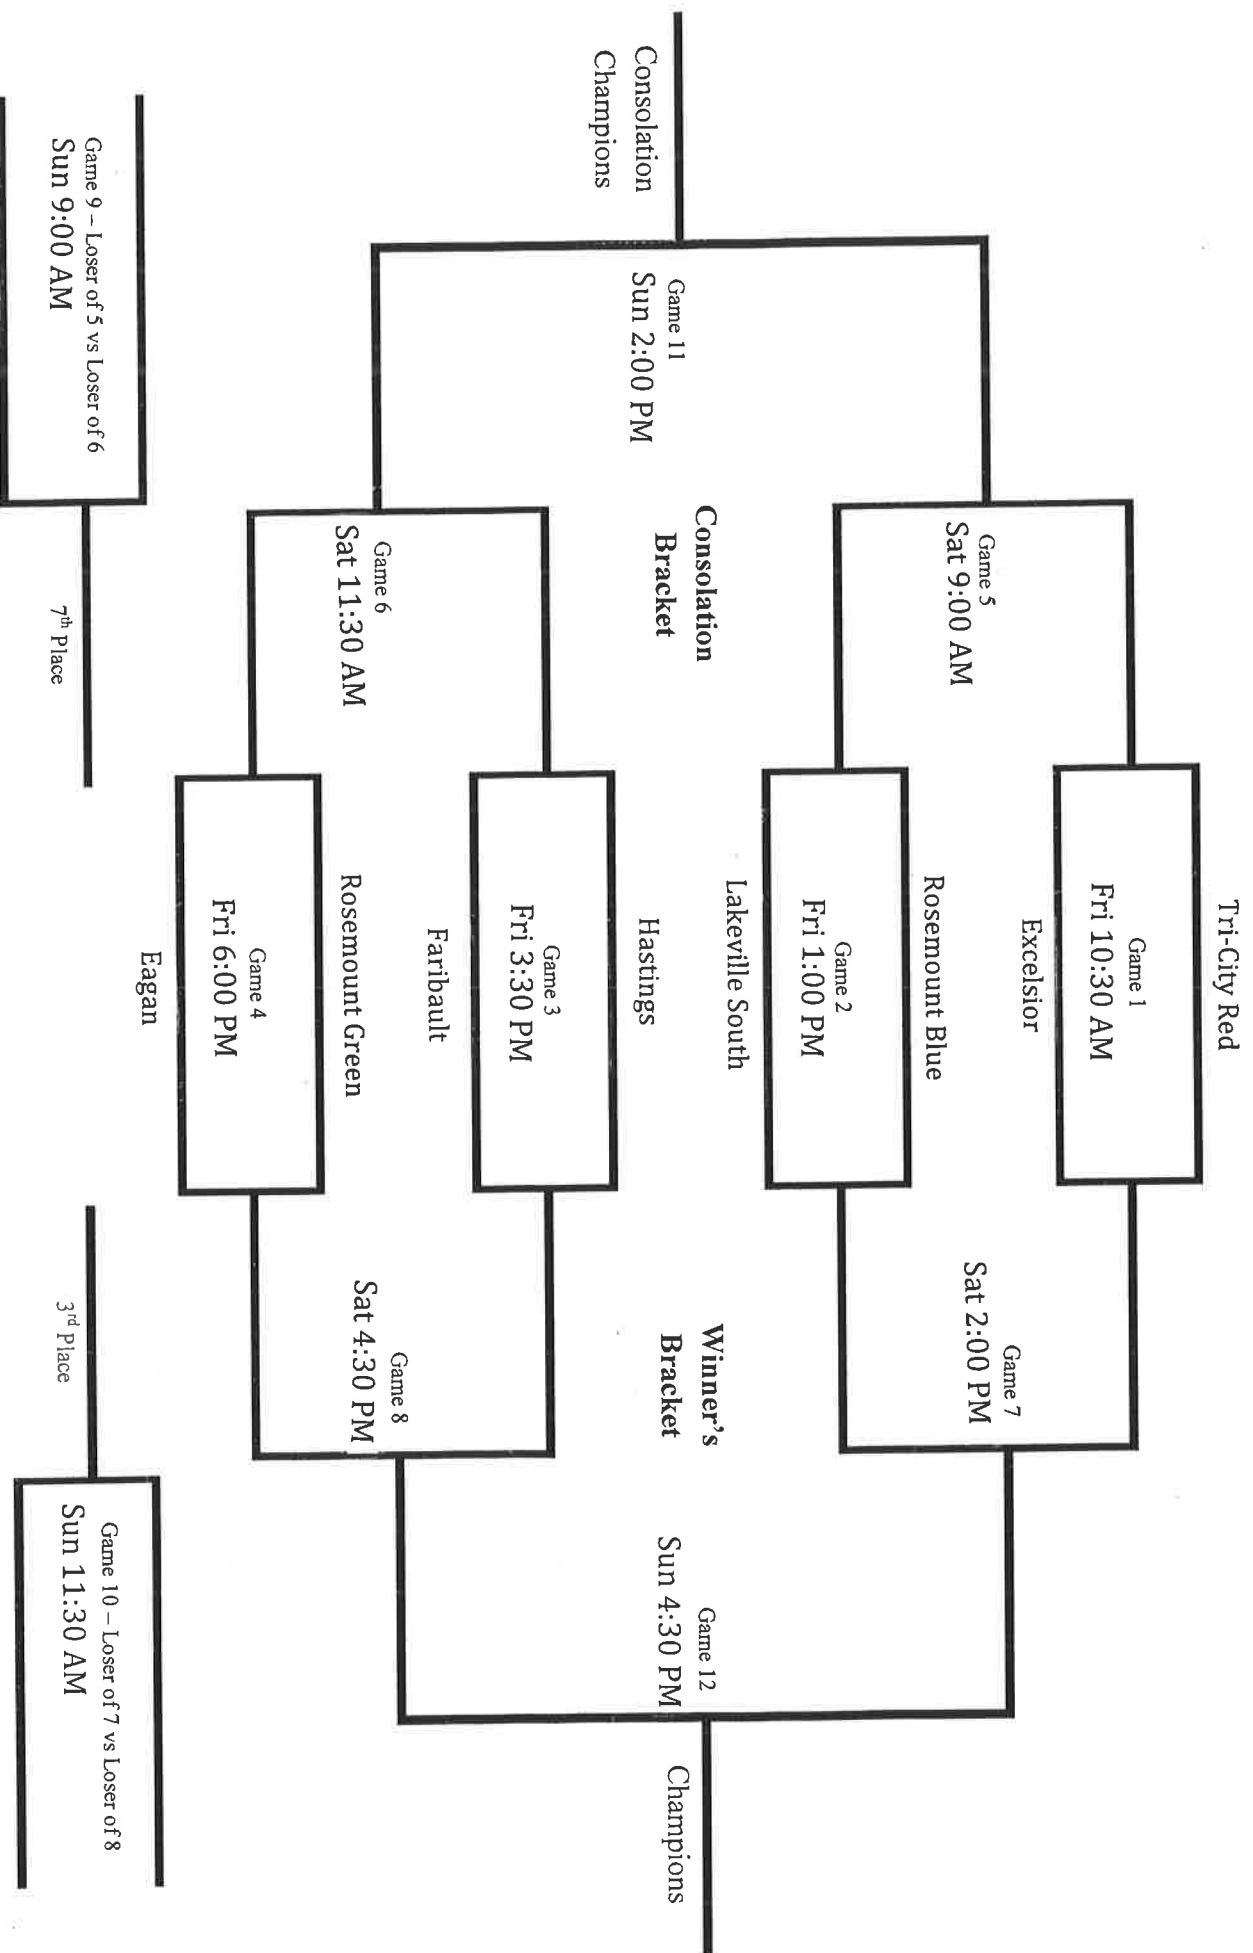 Tri-City Red
Game 1
Fri 10:30 AM
Excelsior
Game 5
Sat 9:00 AM
Game 7
Sat 2:00 PM
Rosemount Blue
Game 2
Fri 1:00 PM
Lakeville South
Consolation
Bracket
Winner's
Bracket
Game 11
Sun 2:00 PM
Consolation
Champions
Game 12
Sun 4:30 PM
Champions
Hastings
Game 3
Fri 3:30 PM
Faribault
Game 6
Sat 11:30 AM
Game 8
Sat 4:30 PM
Rosemount Green
Game 4
Fri 6:00 PM
Eagan
Game 9 – Loser of 5 vs Loser of 6
Sun 9:00 AM
7th Place
3rd Place
Game 10 – Loser of 7 vs Loser of 8
Sun 11:30 AM